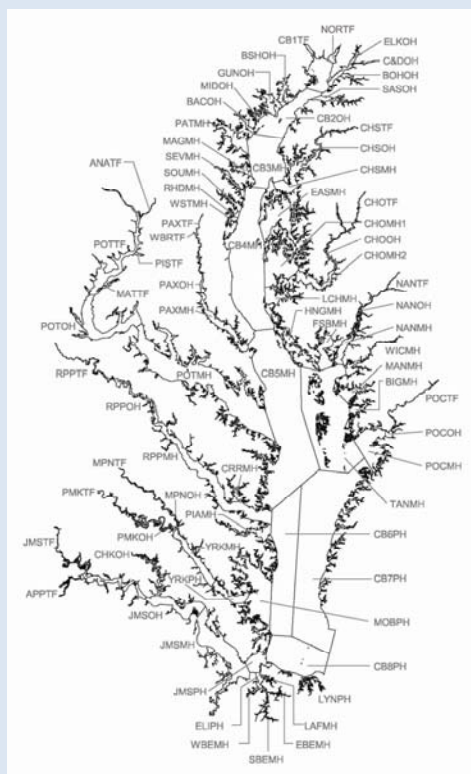 NORTF
CB1TF
ELKOH
BSHOH
C&DOH
GUNOH
BOHOH
MIDOH
SASOH
BACOH
CB2OH
PATMH
CHSTF
MAGMH
CHSOH
SEVMH
CB3MH
ANATF
SOUMH
CHSMH
RHDMH
EASMH
WSTMH
CHOTF
PAXTF
CHOMH1
WBRTF
CB4MH
CHOOH
POTTF
CHOMH2
PISTF
NANTF
PAXOH
MATTF
LCHMH
NANOH
PAXMH
HNGMH
POTOH
FSBMH
NANMH
WICMH
RPPTF
POTMH
CB5MH
MANMH
BIGMH
RPPOH
POCTF
POCOH
MPNTF
RPPMH
CRRMH
POCMH
PMKTF
MPNOH
TANMH
PIAMH
JMSTF
PMKOH
CB6PH
CHKOH
YRKMH
CB7PH
APPTF
YRKPH
JMSOH
MOBPH
JMSMH
CB8PH
JMSPH
LYNPH
ELIPH
LAFMH
WBEMH
EBEMH
SBEMH